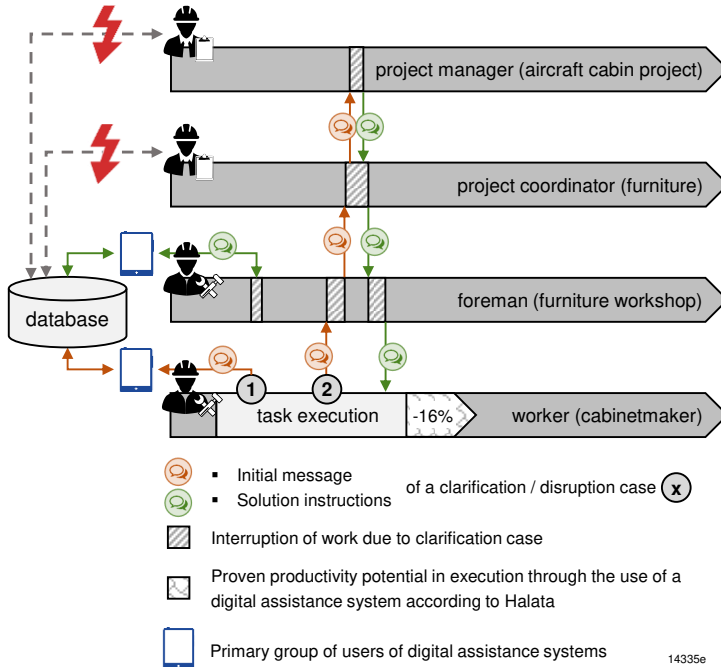 project manager (aircraft cabin project)
project coordinator (furniture)
foreman (furniture workshop)
database
1
2
task execution
-16%
worker (cabinetmaker)
▪ Initial message
▪ Solution instructions
of a clarification / disruption case x
Interruption of work due to clarification case
Proven productivity potential in execution through the use of a
digital assistance system according to Halata
Primary group of users of digital assistance systems
14335e